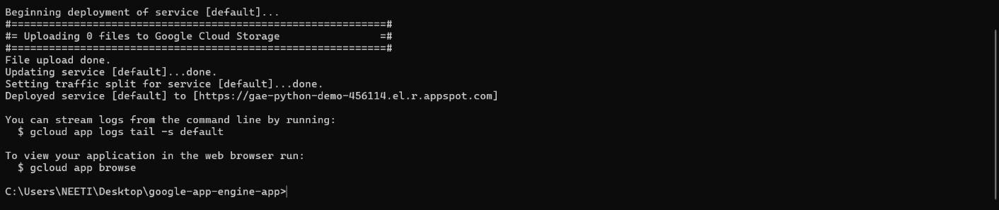 Beginning deployment of service [default]...
#============================================================#
#= Uploading 0 files to Google Cloud Storage                =#
#============================================================#
File upload done.
Updating service [default]...done.
Setting traffic split for service [default]...done.
Deployed service [default] to [https://gae-python-demo-456114.el.r.appspot.com]

You can stream logs from the command line by running:
  $ gcloud app logs tail -s default

To view your application in the web browser run:
  $ gcloud app browse

C:\Users\NEETI\Desktop\google-app-engine-app>